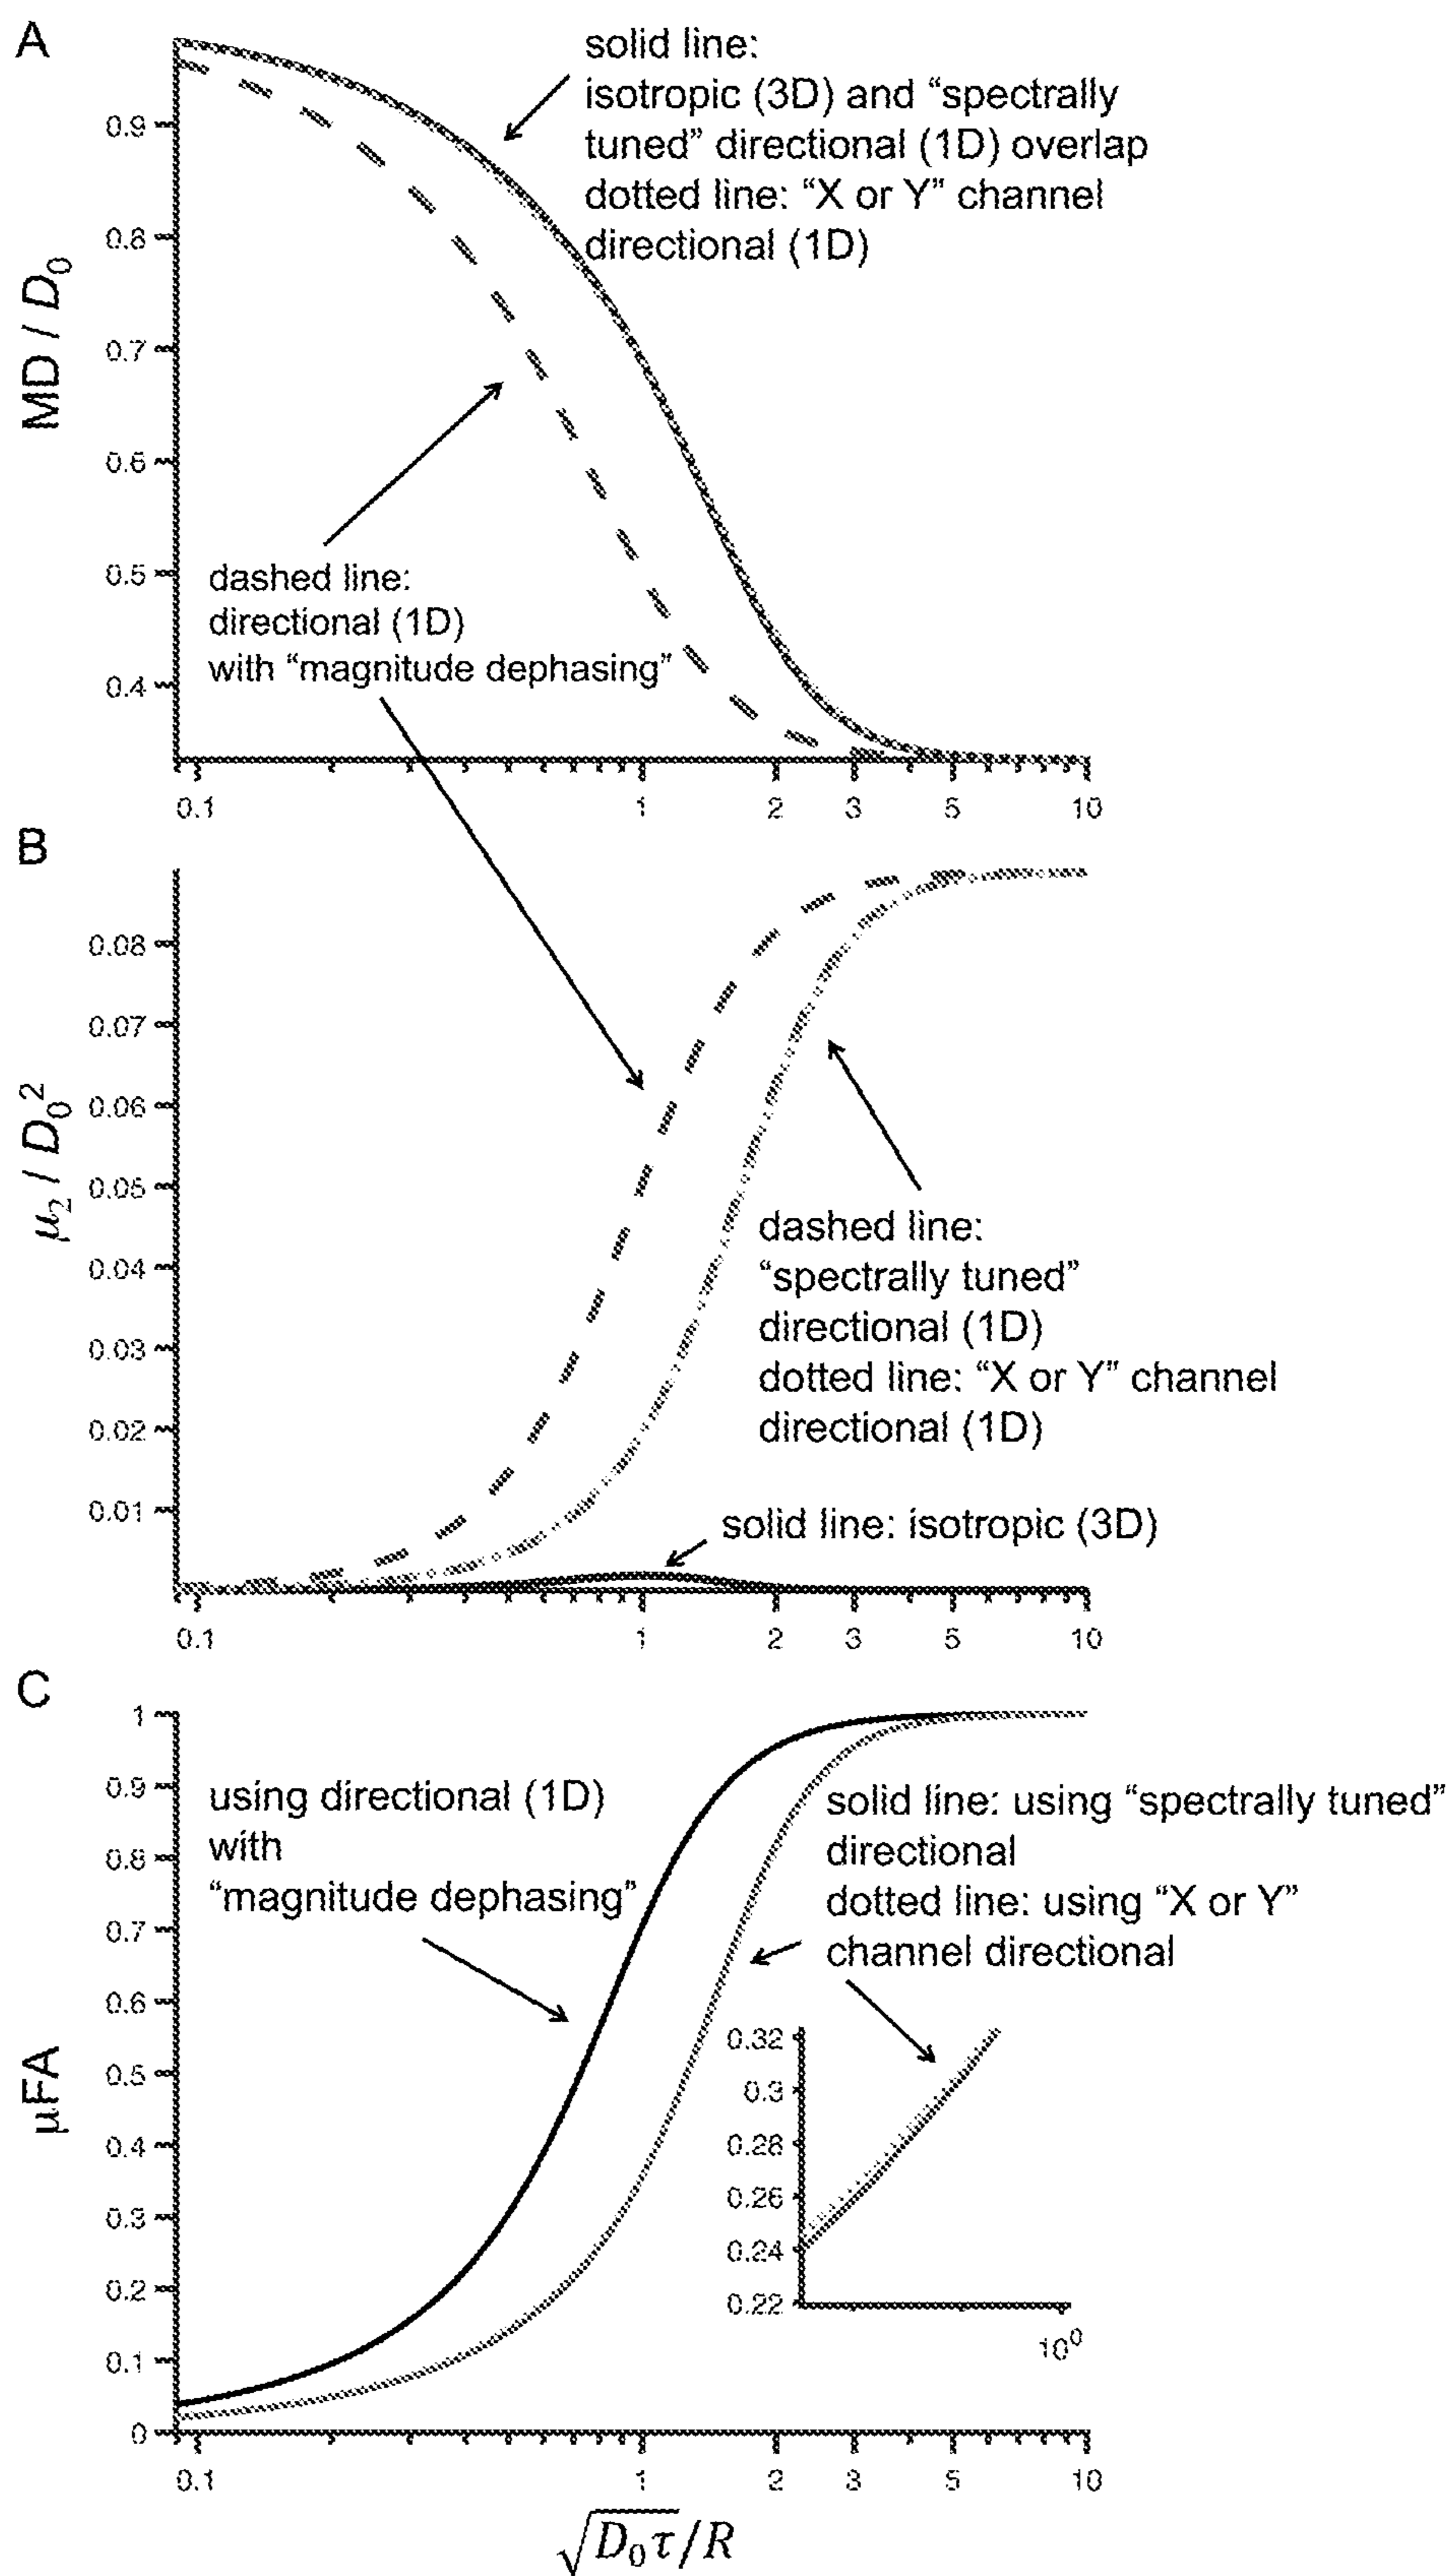 A
solid line:
isotropic (3D) and “spectrally
tuned” directional (1D) overlap
dotted line: “X or Y” channel
directional (1D)
MD / D₀
0.9
0.8
0.7
0.6
0.5
0.4
dashed line:
directional (1D)
with “magnitude dephasing”
0.1 1 2 3 5 10
B
μ₂ / D₀²
0.08
0.07
0.06
0.05
0.04
0.03
0.02
0.01
dashed line:
“spectrally tuned”
directional (1D)
dotted line: “X or Y” channel
directional (1D)
solid line: isotropic (3D)
0.1 1 2 3 5 10
C
μFA
1
0.9
0.8
0.7
0.6
0.5
0.4
0.3
0.2
0.1
0
using directional (1D)
with
“magnitude dephasing”
solid line: using “spectrally tuned”
directional
dotted line: using “X or Y”
channel directional
0.32
0.3
0.28
0.26
0.24
0.22
10⁰
0.1 1 2 3 5 10
√D₀τ/R